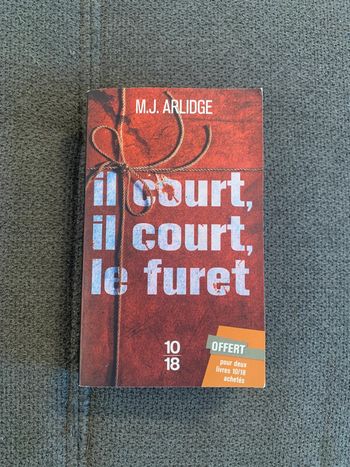 M.J. ARLIDGE
il court,
il court,
le furet
10
18
OFFERT
pour deux
livres 10/18
achetés